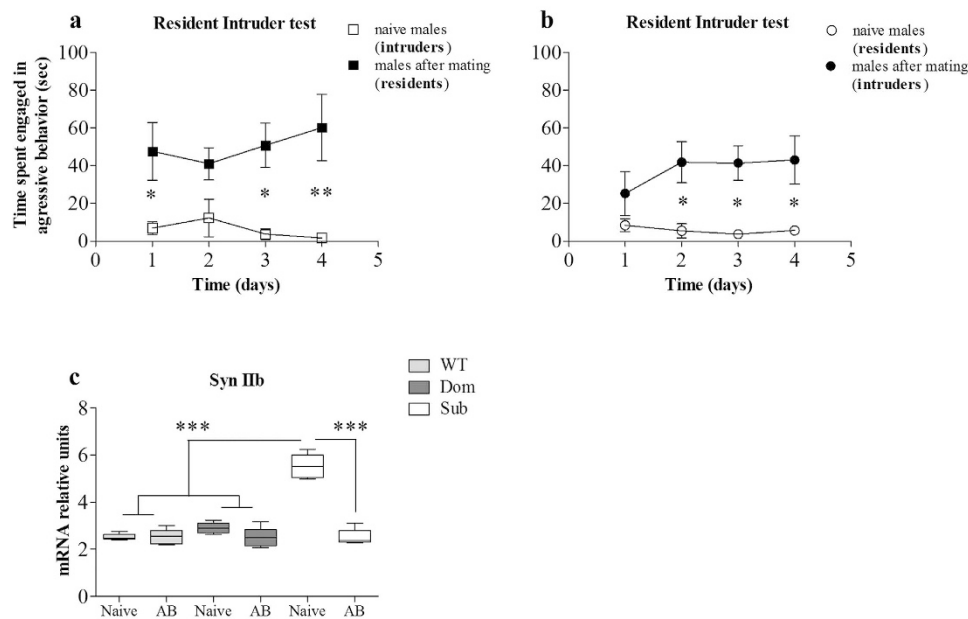 a
Resident Intruder test
naive males
(intruders)
males after mating
(residents)
Time spent engaged in
agressive behavior (sec)
100
80
60
40
20
0
*
*
**
0 1 2 3 4 5
Time (days)
b
Resident Intruder test
naive males
(residents)
males after mating
(intruders)
100
80
60
40
20
0
*
*
*
0 1 2 3 4 5
Time (days)
c
Syn IIb
WT
Dom
Sub
mRNA relative units
8
6
4
2
0
***
***
Naive AB Naive AB Naive AB